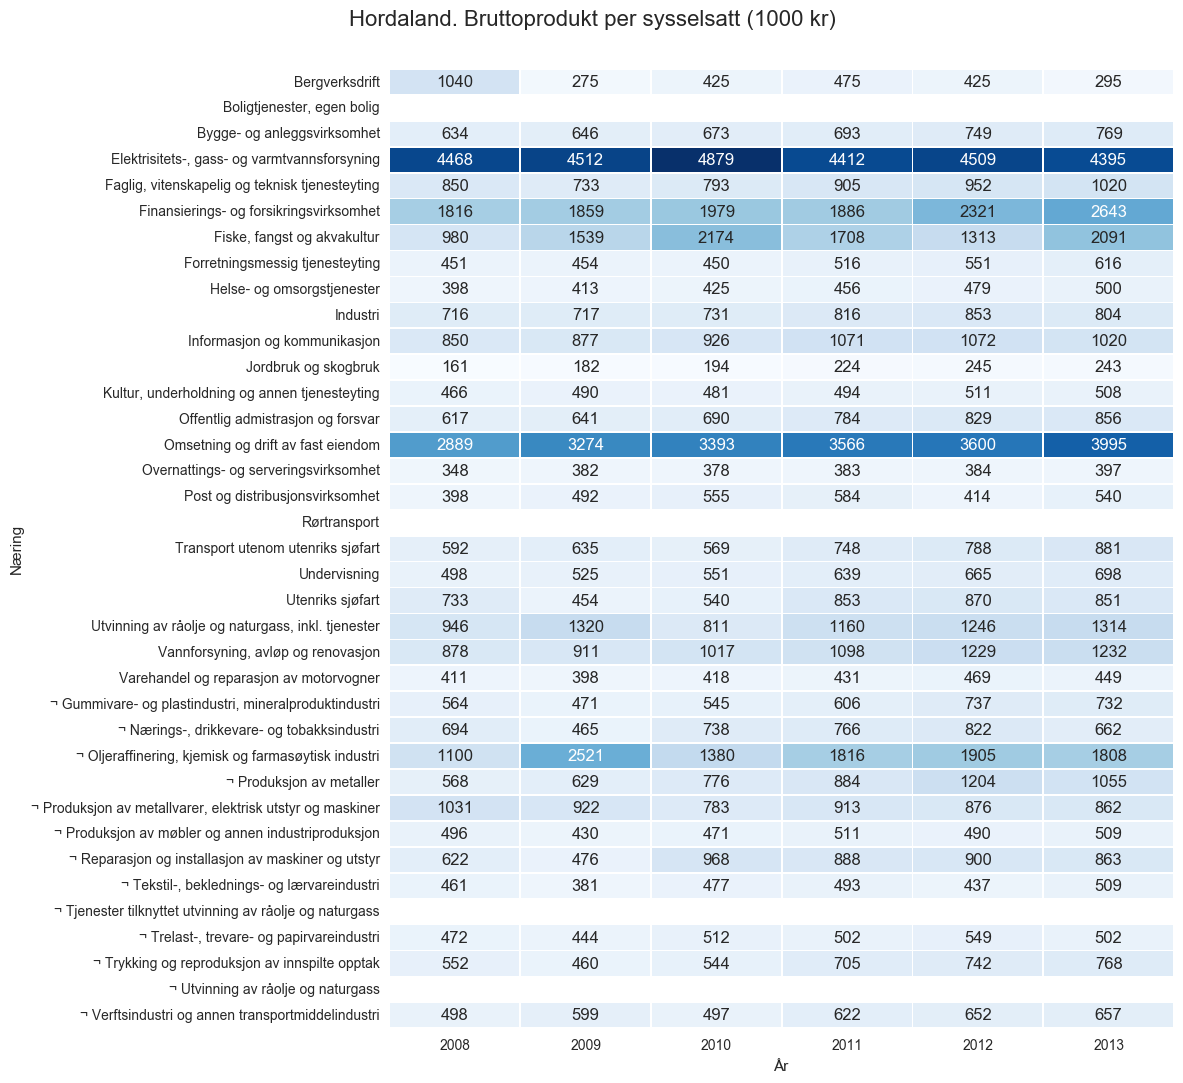 Hordaland. Bruttoprodukt per sysselsatt (1000 kr)
Bergverksdrift 1040 275 425 475 425 295
Boligtjenester, egen bolig
Bygge- og anleggsvirksomhet 634 646 673 693 749 769
Elektrisitets-, gass- og varmtvannsforsyning 4468 4512 4879 4412 4509 4395
Faglig, vitenskapelig og teknisk tjenesteyting 850 733 793 905 952 1020
Finansierings- og forsikringsvirksomhet 1816 1859 1979 1886 2321 2643
Fiske, fangst og akvakultur 980 1539 2174 1708 1313 2091
Forretningsmessig tjenesteyting 451 454 450 516 551 616
Helse- og omsorgstjenester 398 413 425 456 479 500
Industri 716 717 731 816 853 804
Informasjon og kommunikasjon 850 877 926 1071 1072 1020
Jordbruk og skogbruk 161 182 194 224 245 243
Kultur, underholdning og annen tjenesteyting 466 490 481 494 511 508
Offentlig admistrasjon og forsvar 617 641 690 784 829 856
Omsetning og drift av fast eiendom 2889 3274 3393 3566 3600 3995
Overnattings- og serveringsvirksomhet 348 382 378 383 384 397
Post og distribusjonsvirksomhet 398 492 555 584 414 540
Rørtransport
Transport utenom utenriks sjøfart 592 635 569 748 788 881
Undervisning 498 525 551 639 665 698
Utenriks sjøfart 733 454 540 853 870 851
Utvinning av råolje og naturgass, inkl. tjenester 946 1320 811 1160 1246 1314
Vannforsyning, avløp og renovasjon 878 911 1017 1098 1229 1232
Varehandel og reparasjon av motorvogner 411 398 418 431 469 449
¬ Gummivare- og plastindustri, mineralproduktindustri 564 471 545 606 737 732
¬ Nærings-, drikkevare- og tobakksindustri 694 465 738 766 822 662
¬ Oljeraffinering, kjemisk og farmasøytisk industri 1100 2521 1380 1816 1905 1808
¬ Produksjon av metaller 568 629 776 884 1204 1055
¬ Produksjon av metallvarer, elektrisk utstyr og maskiner 1031 922 783 913 876 862
¬ Produksjon av møbler og annen industriproduksjon 496 430 471 511 490 509
¬ Reparasjon og installasjon av maskiner og utstyr 622 476 968 888 900 863
¬ Tekstil-, beklednings- og lærvareindustri 461 381 477 493 437 509
¬ Tjenester tilknyttet utvinning av råolje og naturgass
¬ Trelast-, trevare- og papirvareindustri 472 444 512 502 549 502
¬ Trykking og reproduksjon av innspilte opptak 552 460 544 705 742 768
¬ Utvinning av råolje og naturgass
¬ Verftsindustri og annen transportmiddelindustri 498 599 497 622 652 657
2008 2009 2010 2011 2012 2013
År
Næring